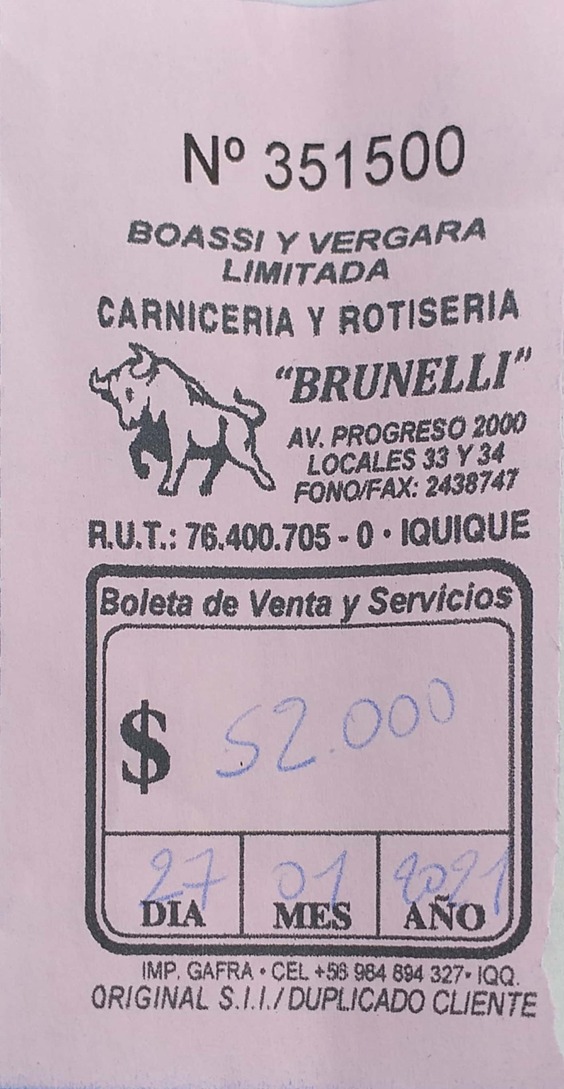 Nº 351500
BOASSI Y VERGARA
LIMITADA
CARNICERIA Y ROTISERIA
“BRUNELLI”
AV. PROGRESO 2000
LOCALES 33 Y 34
FONO/FAX: 2438747
R.U.T.: 76.400.705 - 0 · IQUIQUE
Boleta de Venta y Servicios
$ 52.000
27 01 2021
DIA MES AÑO
IMP. GAFRA • CEL +56 984 894 327• IQQ.
ORIGINAL S.I.I./DUPLICADO CLIENTE